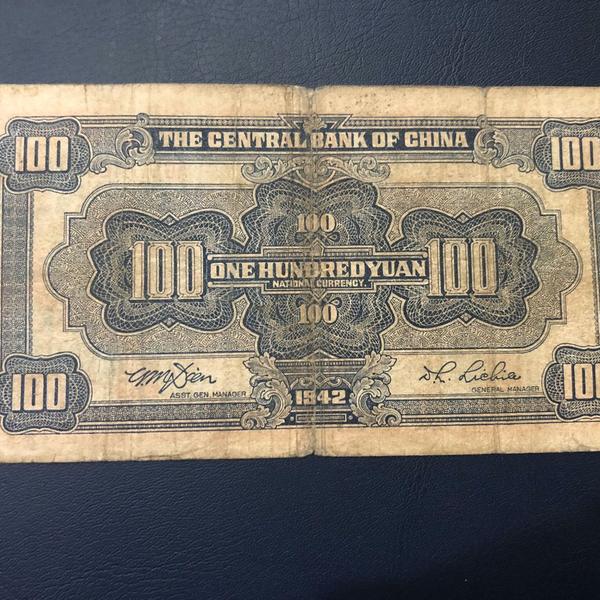 THE CENTRAL BANK OF CHINA
100 100
100
100 100
ONE HUNDRED YUAN
NATIONAL CURRENCY
100
ASST. GEN. MANAGER
GENERAL MANAGER
100 1942 100